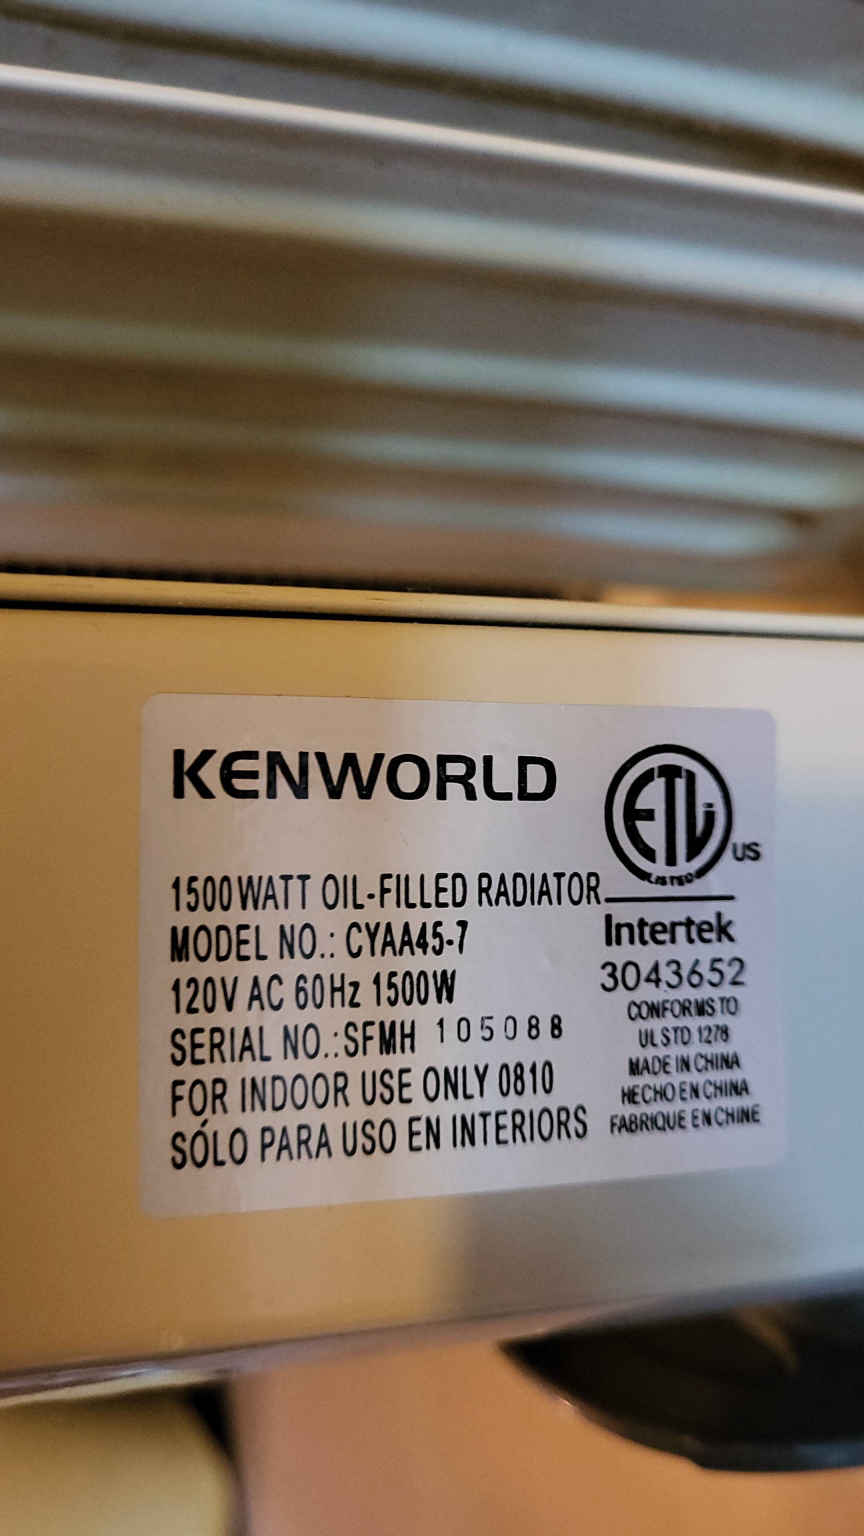 KENWORLD
1500WATT OIL-FILLED RADIATOR
MODEL NO.: CYAA45-7
120V AC 60Hz 1500W
SERIAL NO.:SFMH 105088
FOR INDOOR USE ONLY 0810
SÓLO PARA USO EN INTERIORS
ETL
LISTED
US
Intertek
3043652
CONFORMS TO
UL STD 1278
MADE IN CHINA
HECHO EN CHINA
FABRIQUE EN CHINE